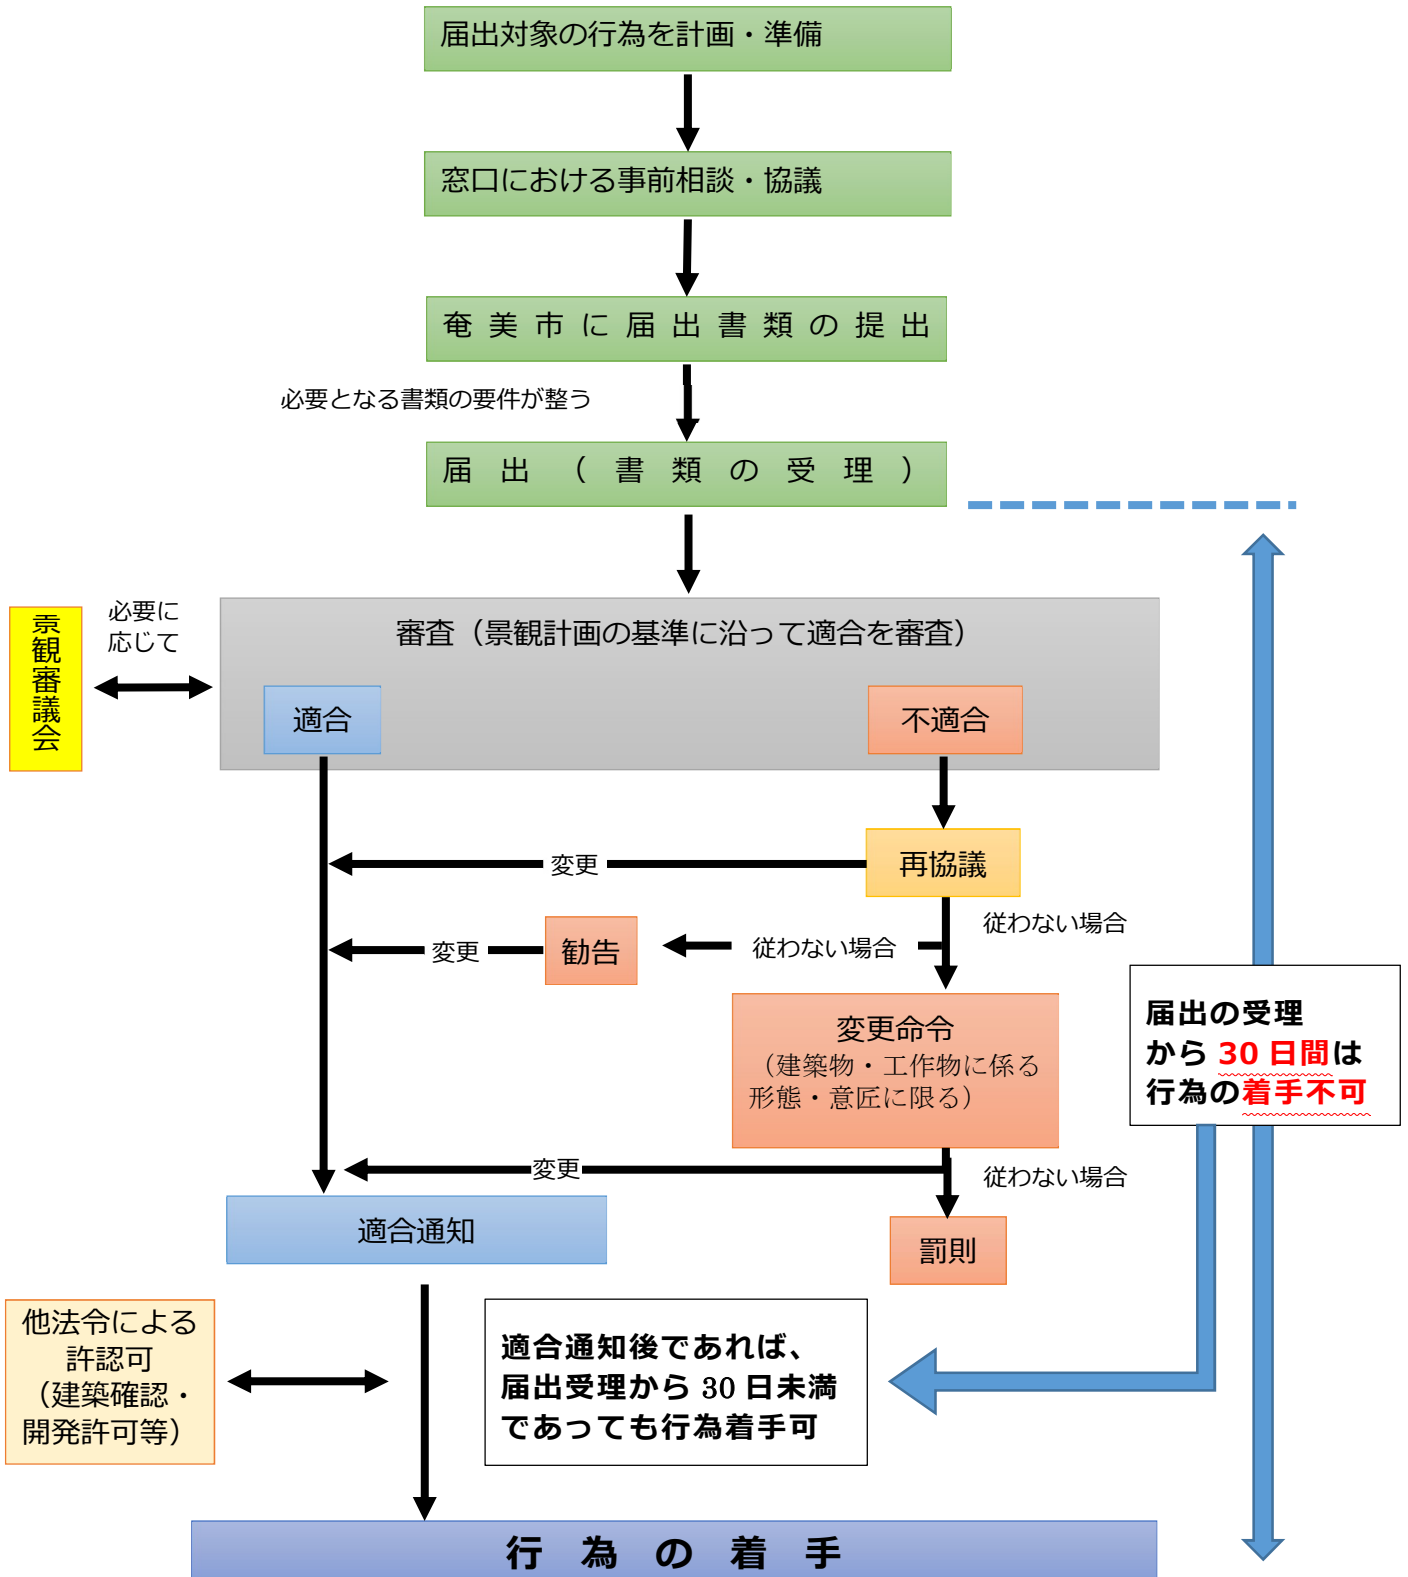 届出対象の行為を計画・準備
窓口における事前相談・協議
奄美市に届出書類の提出
必要となる書類の要件が整う
届出（書類の受理）
景観審議会
必要に
応じて
審査（景観計画の基準に沿って適合を審査）
適合
不適合
変更
再協議
従わない場合
変更
勧告
従わない場合
変更命令
（建築物・工作物に係る
形態・意匠に限る）
届出の受理
から 30 日間は
行為の着手不可
変更
従わない場合
適合通知
罰則
他法令による
許認可
（建築確認・
開発許可等）
適合通知後であれば、
届出受理から 30 日未満
であっても行為着手可
行為の着手